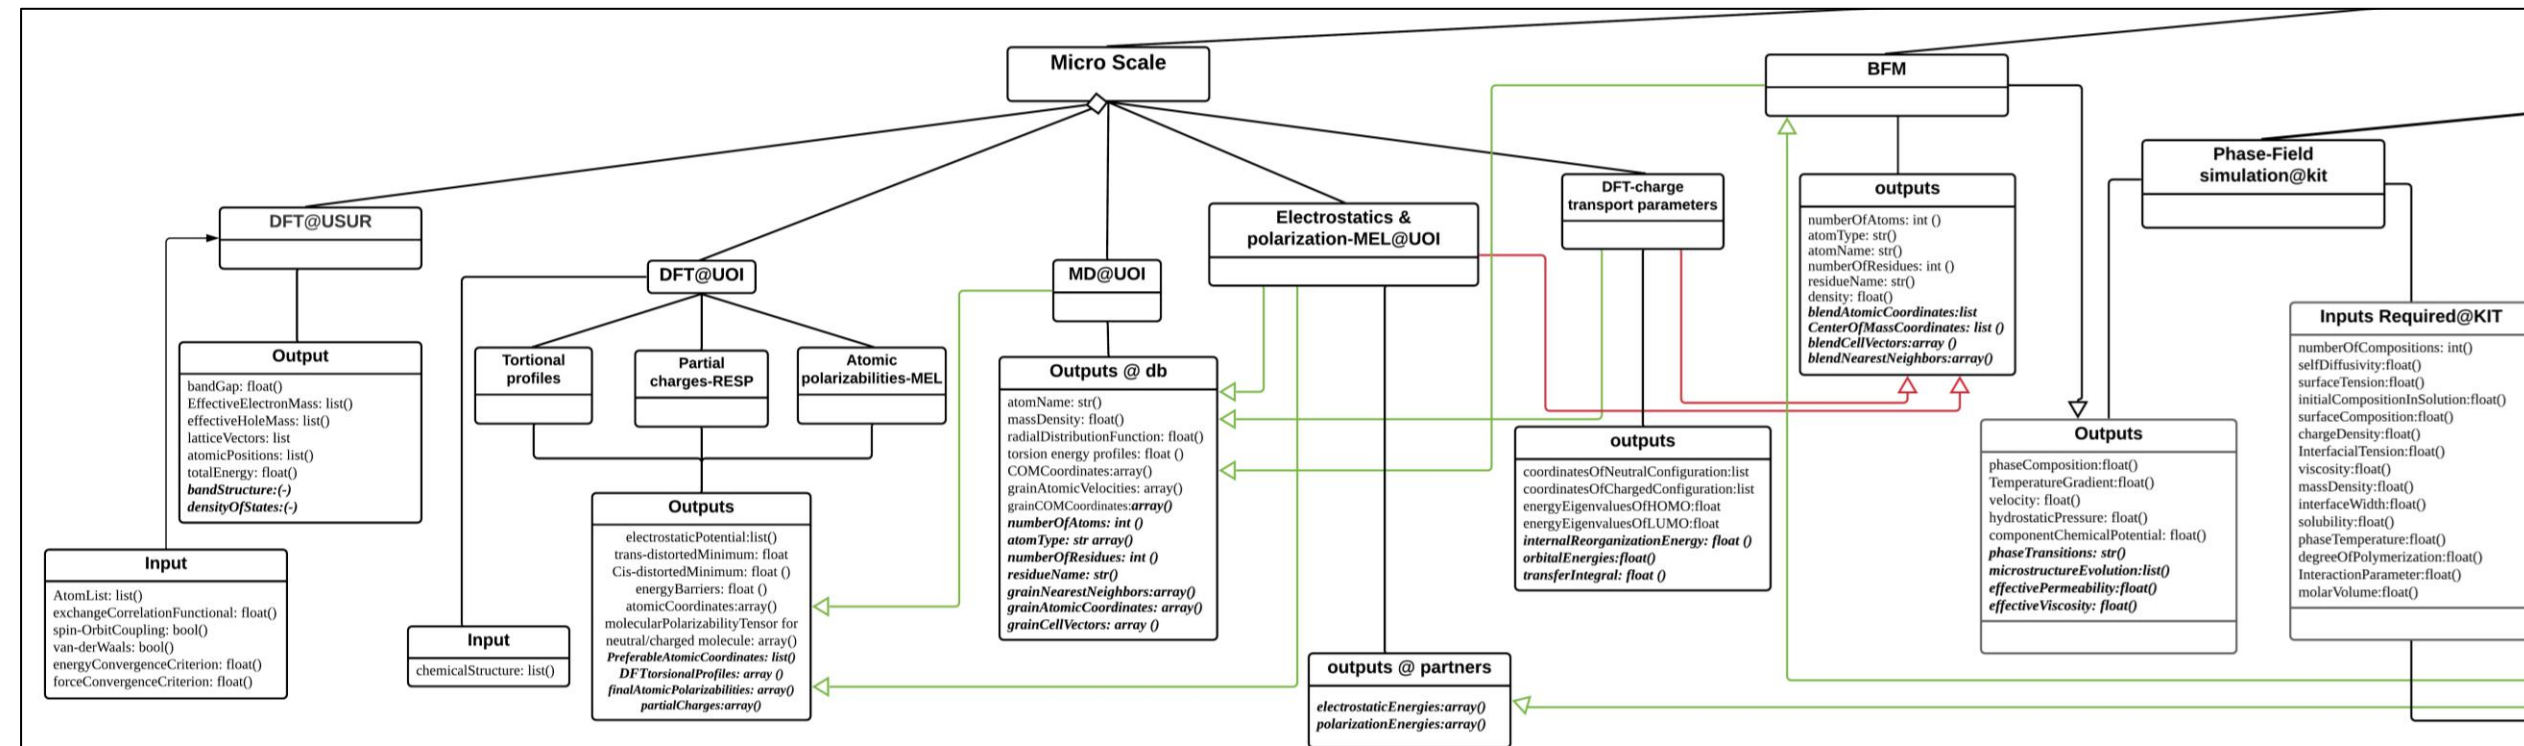 Micro Scale
BFM
Phase-Field
simulation@kit
DFT@USUR
DFT@UOI
MD@UOI
Electrostatics &
polarization-MEL@UOI
DFT-charge
transport parameters
outputs
numberOfAtoms: int ()
atomType: str()
atomName: str()
numberOfResidues: int ()
residueName: str()
density: float()
blendAtomicCoordinates:list
CenterOfMassCoordinates: list ()
blendCellVectors:array ()
blendNearestNeighbors:array()
Inputs Required@KIT
numberOfCompositions: int()
selfDiffusivity:float()
surfaceTension:float()
initialCompositionInSolution:float()
surfaceComposition:float()
chargeDensity:float()
InterfacialTension:float()
viscosity:float()
massDensity:float()
interfaceWidth:float()
solubility:float()
phaseTemperature:float()
degreeOfPolymerization:float()
InteractionParameter:float()
molarVolume:float()
Output
bandGap: float()
EffectiveElectronMass: list()
effectiveHoleMass: list()
latticeVectors: list
atomicPositions: list()
totalEnergy: float()
bandStructure:(-)
densityOfStates:(-)
Tortional
profiles
Partial
charges-RESP
Atomic
polarizabilities-MEL
Outputs @ db
atomName: str()
massDensity: float()
radialDistributionFunction: float()
torsion energy profiles: float ()
COMCoordinates:array()
grainAtomicVelocities: array()
grainCOMCoordinates:array()
numberOfAtoms: int ()
atomType: str array()
numberOfResidues: int ()
residueName: str()
grainNearestNeighbors:array()
grainAtomicCoordinates: array()
grainCellVectors: array ()
outputs
coordinatesOfNeutralConfiguration:list
coordinatesOfChargedConfiguration:list
energyEigenvaluesOfHOMO:float
energyEigenvaluesOfLUMO:float
internalReorganizationEnergy: float ()
orbitalEnergies:float()
transferIntegral: float ()
Outputs
phaseComposition:float()
TemperatureGradient:float()
velocity: float()
hydrostaticPressure: float()
componentChemicalPotential: float()
phaseTransitions: str()
microstructureEvolution:list()
effectivePermeability:float()
effectiveViscosity: float()
Input
AtomList: list()
exchangeCorrelationFunctional: float()
spin-OrbitCoupling: bool()
van-derWaals: bool()
energyConvergenceCriterion: float()
forceConvergenceCriterion: float()
Input
chemicalStructure: list()
Outputs
electrostaticPotential:list()
trans-distortedMinimum: float
Cis-distortedMinimum: float ()
energyBarriers: float ()
atomicCoordinates:array()
molecularPolarizabilityTensor for
neutral/charged molecule: array()
PreferableAtomicCoordinates: list()
DFTtorsionalProfiles: array ()
finalAtomicPolarizabilities: array()
partialCharges:array()
outputs @ partners
electrostaticEnergies:array()
polarizationEnergies:array()